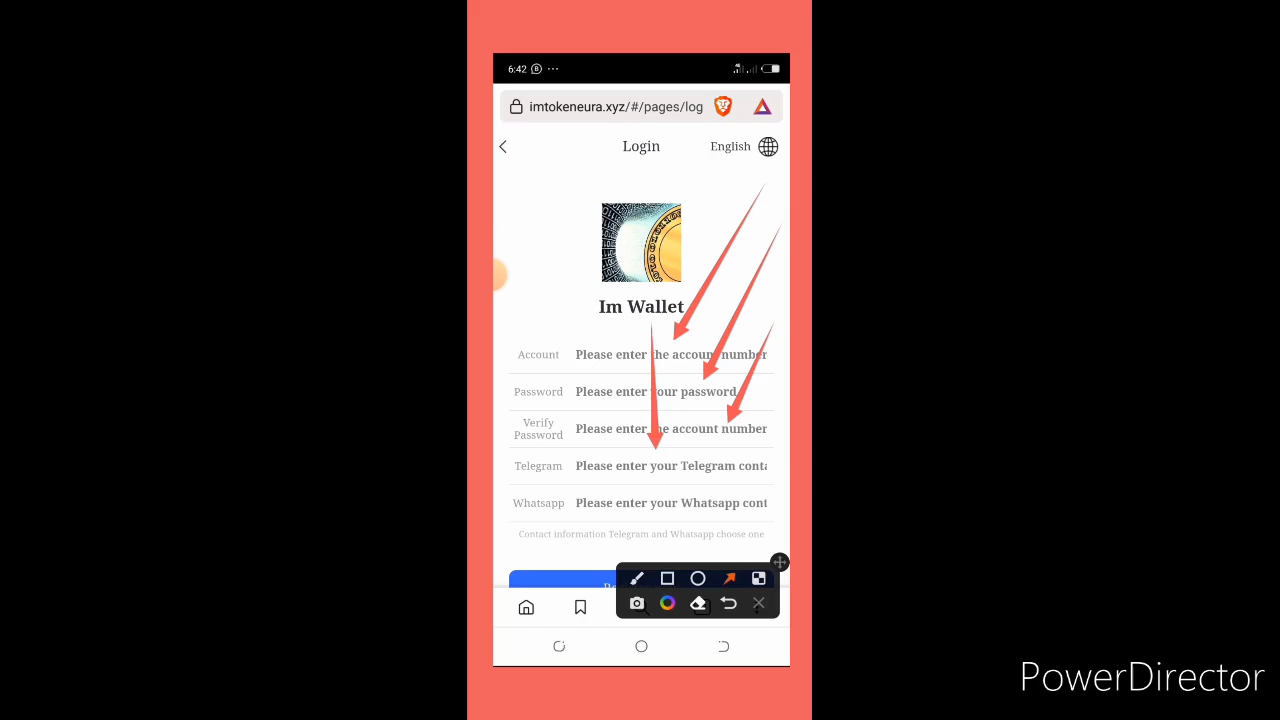 6:42
imtokeneura.xyz/#/pages/log
Login
English
Im Wallet
Account Please enter the account number
Password Please enter your password
Verify Password Please enter the account number
Telegram Please enter your Telegram conta
Whatsapp Please enter your Whatsapp cont
Contact information Telegram and Whatsapp choose one
PowerDirector